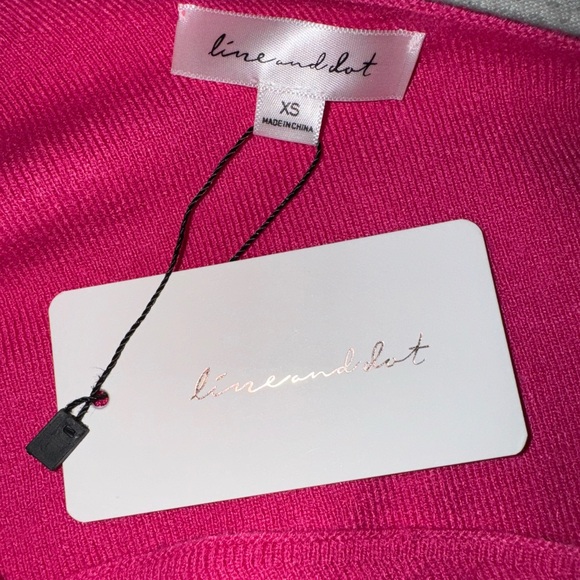 line and dot
XS
MADE IN CHINA
line and dot